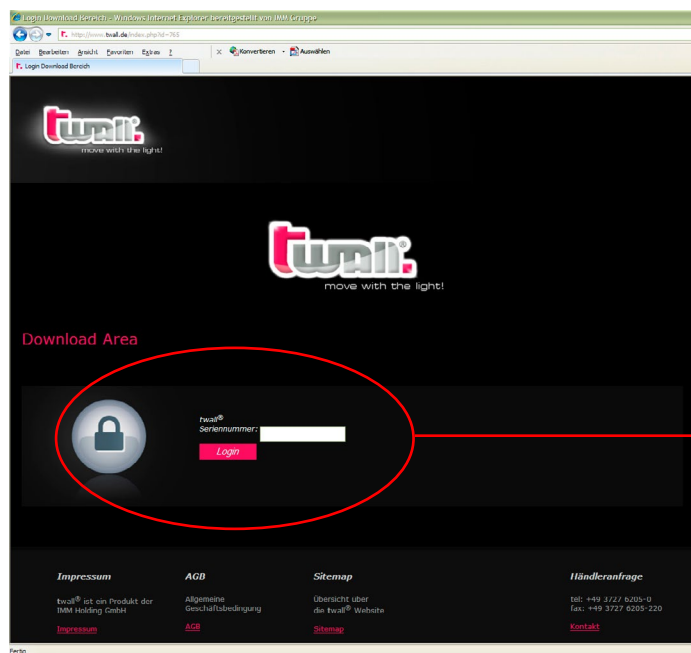 Login Download Bereich - Windows Internet Explorer bereitgestellt von IMM Gruppe
http://www.twall.de/index.php?id=765
Datei Bearbeiten Ansicht Favoriten Extras ? x Konvertieren Auswählen
Login Download Bereich
twall.
move with the light!
twall.®
move with the light!
Download Area
twall®
Seriennummer:
Login
Impressum AGB Sitemap Händleranfrage
twall® ist ein Produkt der Allgemeine Übersicht über tel: +49 3727 6205-0
IMM Holding GmbH Geschäftsbedingung die twall® Website fax: +49 3727 6205-220
Impressum AGB Sitemap Kontakt
Fertig